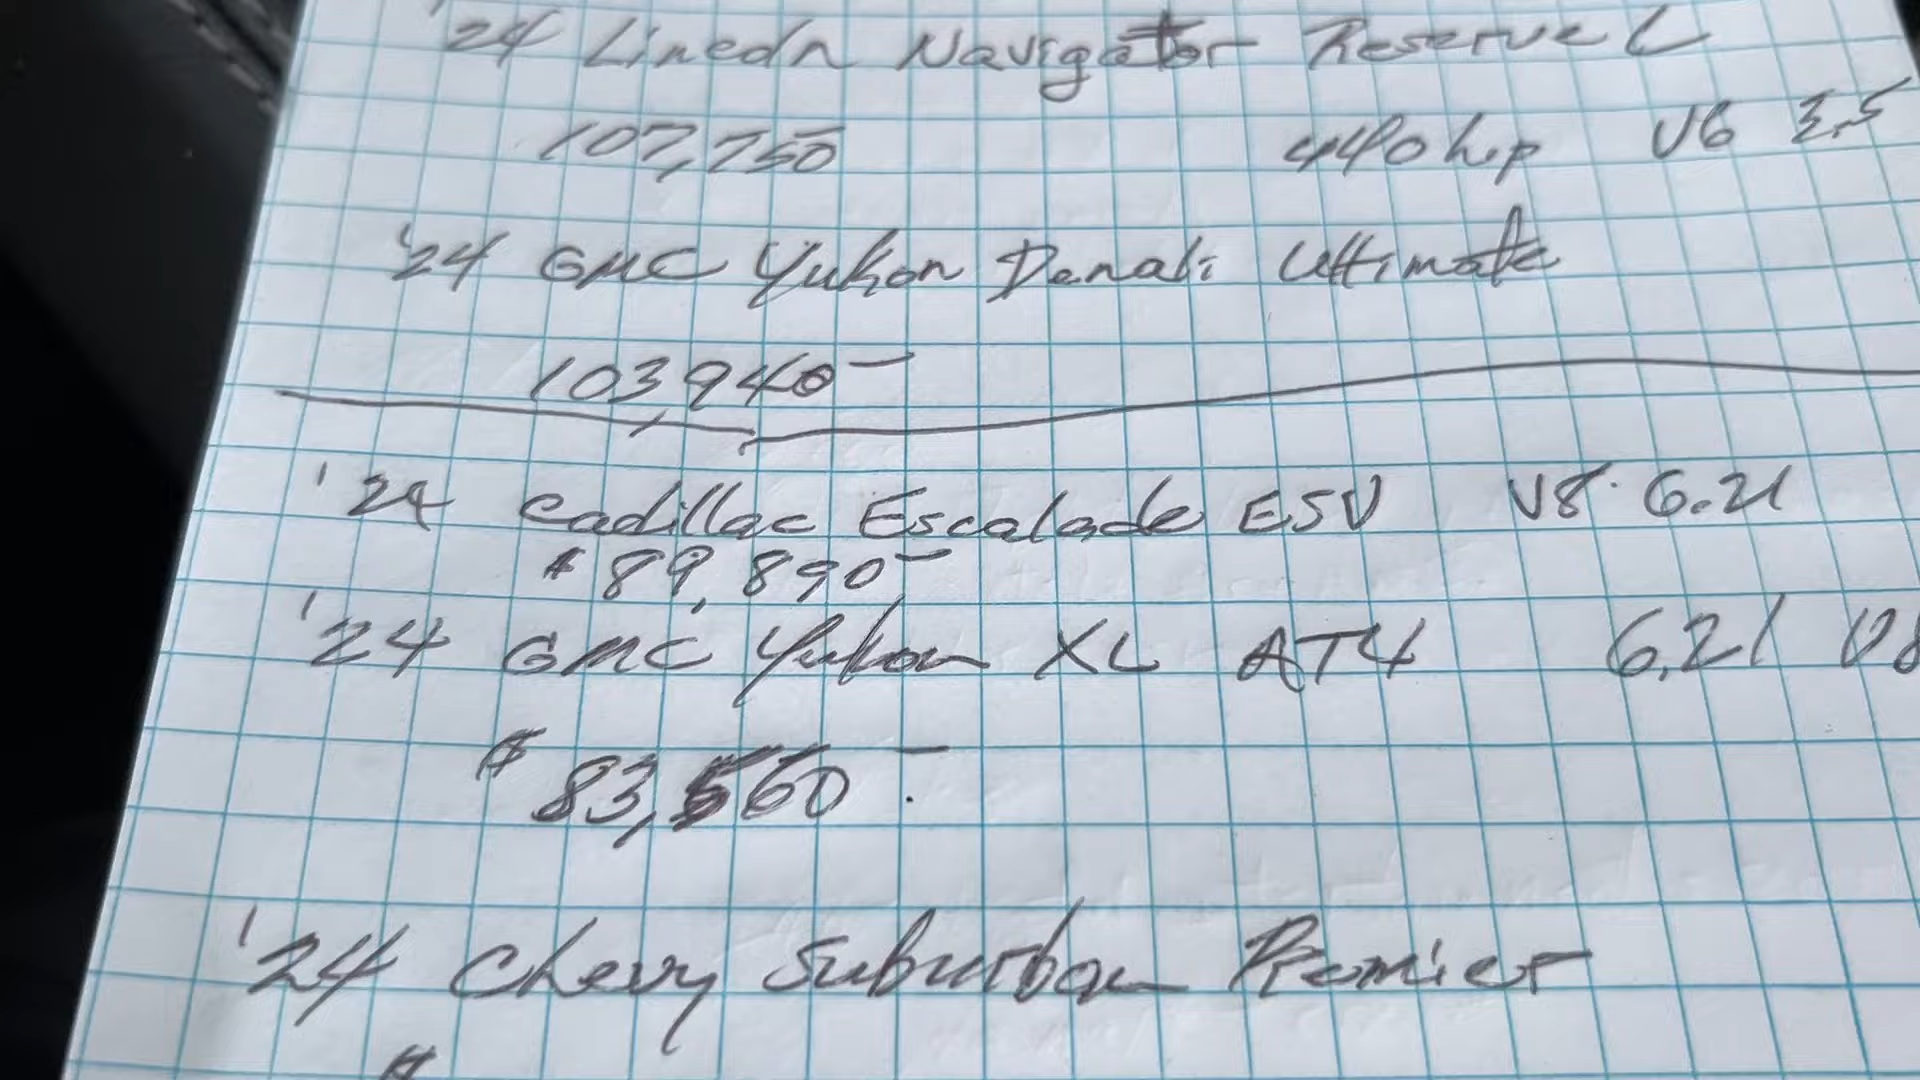 '24 Lincoln Navigator Reserve L
107,750 440 hp V6 3.5
'24 GMC Yukon Denali Ultimate
103,940-
'24 Cadillac Escalade ESV V8 6.2l
$89,890-
'24 GMC Yukon XL AT4 6.2l V8
$83,560-
'24 Chevy Suburban Premier
$